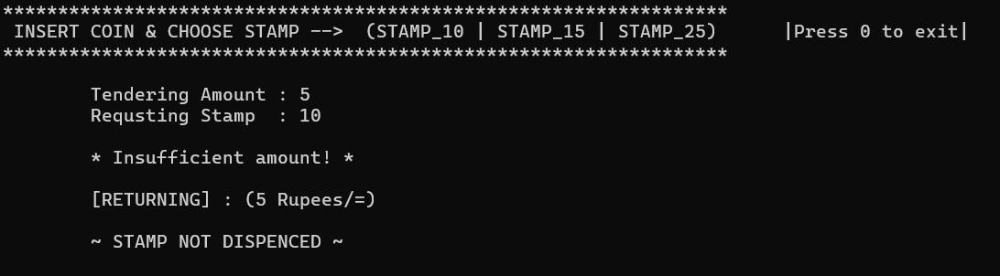 ******************************************************************
INSERT COIN & CHOOSE STAMP --> (STAMP_10 | STAMP_15 | STAMP_25) |Press 0 to exit|
******************************************************************
Tendering Amount : 5
Requsting Stamp : 10
* Insufficient amount! *
[RETURNING] : (5 Rupees/=)
~ STAMP NOT DISPENCED ~